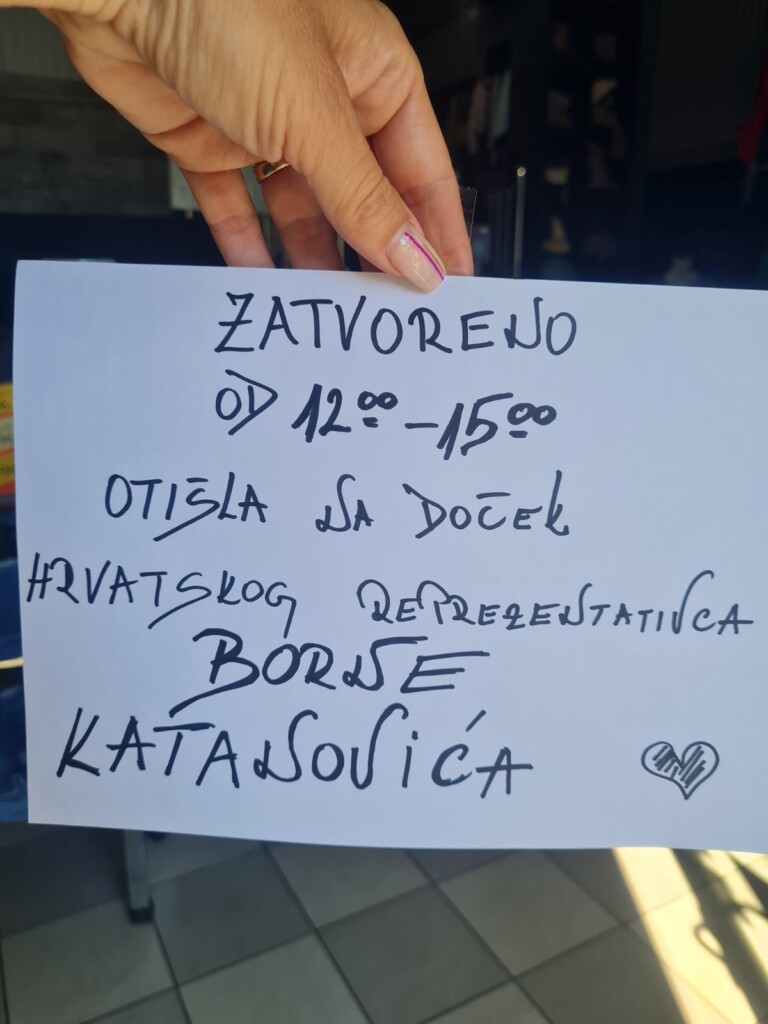 ZATVORENO
OD 12⁰⁰ - 15⁰⁰
OTIŠLA NA DOČEK
HRVATSKOG REPREZENTATIVCA
BORNE
KATANOVIĆA